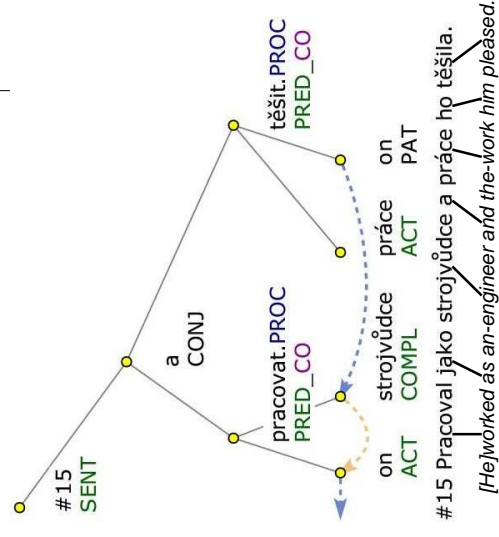 #15
SENT
a
CONJ
pracovat.PROC
PRED_CO
těšit.PROC
PRED_CO
on
ACT
strojvůdce
COMPL
práce
ACT
on
PAT
#15 Pracoval jako strojvůdce a práce ho těšila.
[He]worked as an-engineer and the-work him pleased.